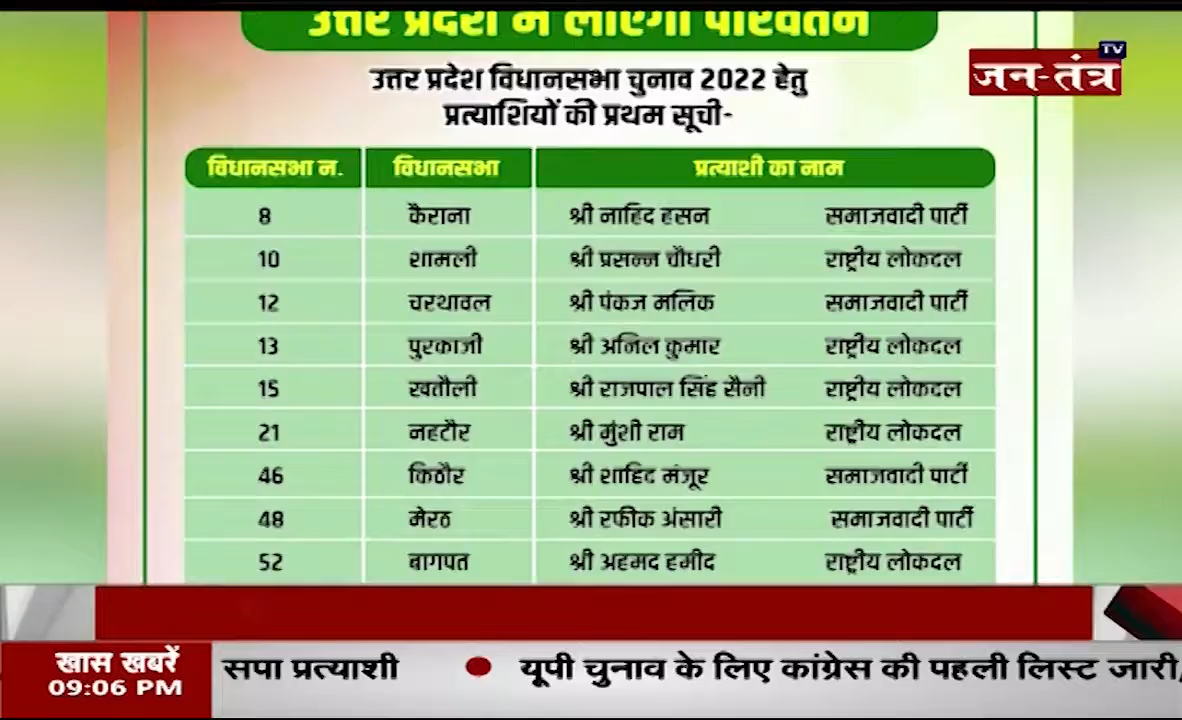 उत्तर प्रदेश में लाएगा परिवर्तन
TV
जन-तंत्र
उत्तर प्रदेश विधानसभा चुनाव 2022 हेतु
प्रत्याशियों की प्रथम सूची-
विधानसभा न. विधानसभा प्रत्याशी का नाम
8 कैराना श्री नाहिद हसन समाजवादी पार्टी
10 शामली श्री प्रसन्न चौधरी राष्ट्रीय लोकदल
12 चरथावल श्री पंकज मलिक समाजवादी पार्टी
13 पुरकाजी श्री अनिल कुमार राष्ट्रीय लोकदल
15 खतौली श्री राजपाल सिंह सैनी राष्ट्रीय लोकदल
21 नहटौर श्री मुंशी राम राष्ट्रीय लोकदल
46 किठौर श्री शाहिद मंजूर समाजवादी पार्टी
48 मेरठ श्री रफीक अंसारी समाजवादी पार्टी
52 बागपत श्री अहमद हमीद राष्ट्रीय लोकदल
खास खबरें
09:06 PM
सपा प्रत्याशी ● यूपी चुनाव के लिए कांग्रेस की पहली लिस्ट जारी,